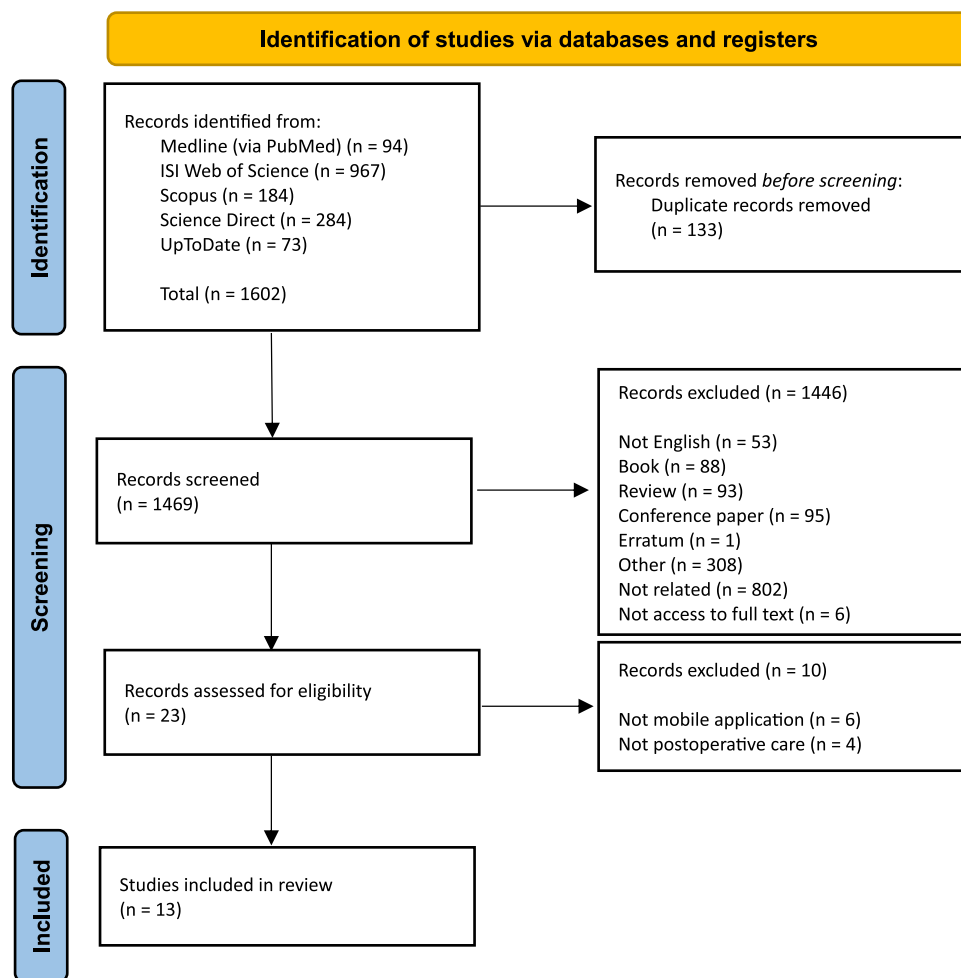 Identification of studies via databases and registers
Identification
Records identified from:
Medline (via PubMed) (n = 94)
ISI Web of Science (n = 967)
Scopus (n = 184)
Science Direct (n = 284)
UpToDate (n = 73)
Total (n = 1602)
Records removed before screening:
Duplicate records removed
(n = 133)
Screening
Records screened
(n = 1469)
Records excluded (n = 1446)
Not English (n = 53)
Book (n = 88)
Review (n = 93)
Conference paper (n = 95)
Erratum (n = 1)
Other (n = 308)
Not related (n = 802)
Not access to full text (n = 6)
Records assessed for eligibility
(n = 23)
Records excluded (n = 10)
Not mobile application (n = 6)
Not postoperative care (n = 4)
Included
Studies included in review
(n = 13)